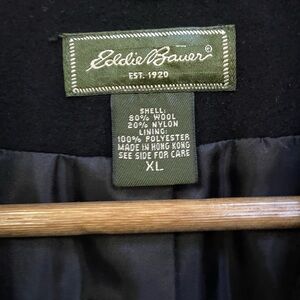 Eddie Bauer®
EST. 1920
SHELL:
80% WOOL
20% NYLON
LINING:
100% POLYESTER
MADE IN HONG KONG
SEE SIDE FOR CARE
XL